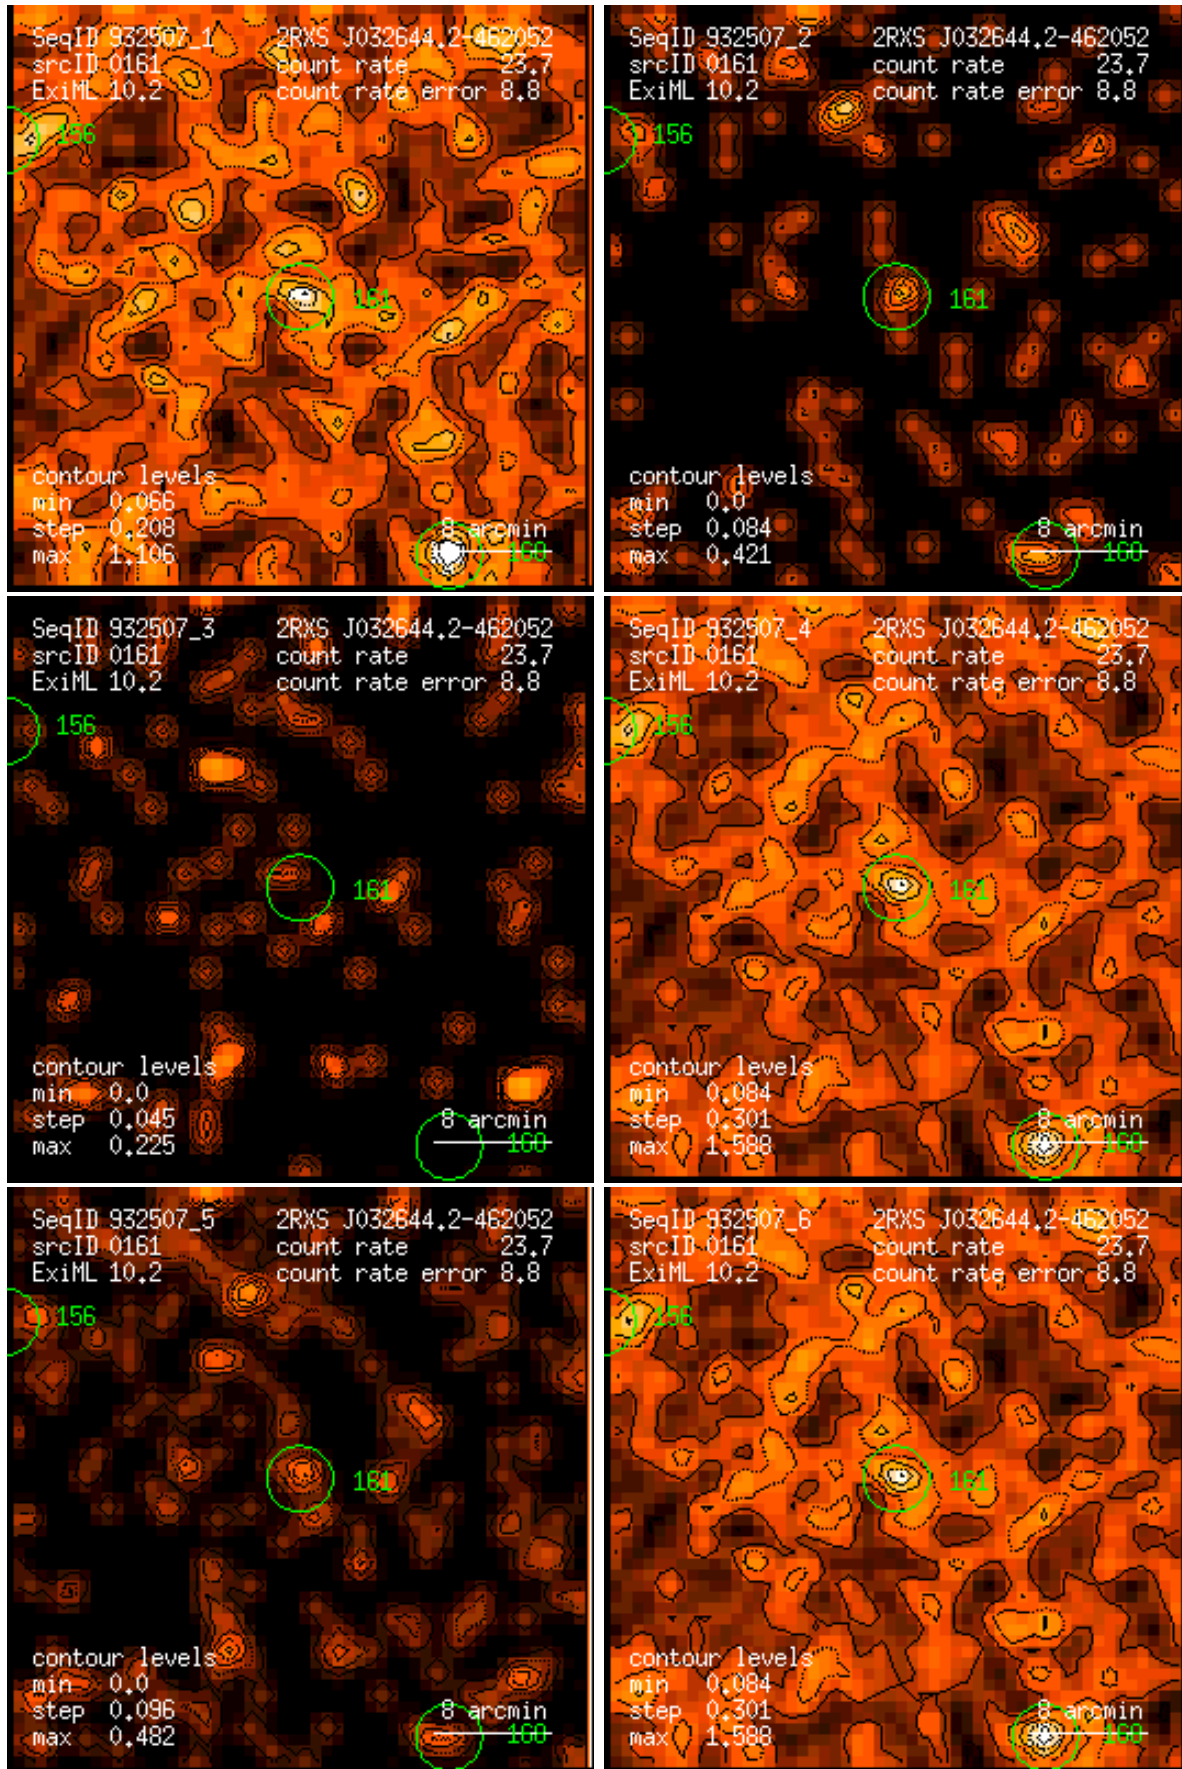 SeqID 932507_1 2RXS J032644.2-462052
srcID 0161 count rate 23.7
ExiML 10.2 count rate error 8.8
156
161
contour levels
min 0.066
step 0.208
max 1.106
8 arcmin
160
SeqID 932507_2 2RXS J032644.2-462052
srcID 0161 count rate 23.7
ExiML 10.2 count rate error 8.8
156
161
contour levels
min 0.0
step 0.084
max 0.421
8 arcmin
160
SeqID 932507_3 2RXS J032644.2-462052
srcID 0161 count rate 23.7
ExiML 10.2 count rate error 8.8
156
161
contour levels
min 0.0
step 0.045
max 0.225
8 arcmin
160
SeqID 932507_4 2RXS J032644.2-462052
srcID 0161 count rate 23.7
ExiML 10.2 count rate error 8.8
156
161
contour levels
min 0.084
step 0.301
max 1.588
8 arcmin
160
SeqID 932507_5 2RXS J032644.2-462052
srcID 0161 count rate 23.7
ExiML 10.2 count rate error 8.8
156
161
contour levels
min 0.0
step 0.096
max 0.482
8 arcmin
160
SeqID 932507_6 2RXS J032644.2-462052
srcID 0161 count rate 23.7
ExiML 10.2 count rate error 8.8
156
161
contour levels
min 0.084
step 0.301
max 1.588
8 arcmin
160